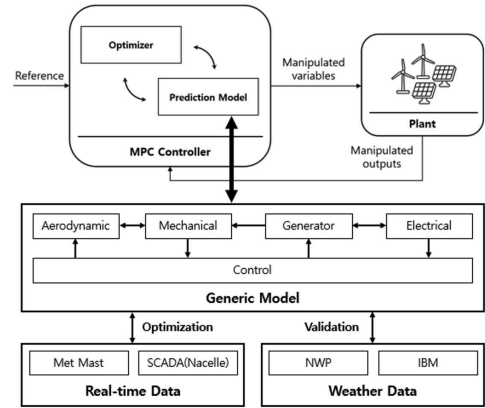 Optimizer
Reference
Prediction Model
MPC Controller
Manipulated
variables
Plant
Manipulated
outputs
Aerodynamic
Mechanical
Generator
Electrical
Control
Generic Model
Optimization
Validation
Met Mast
SCADA(Nacelle)
Real-time Data
NWP
IBM
Weather Data